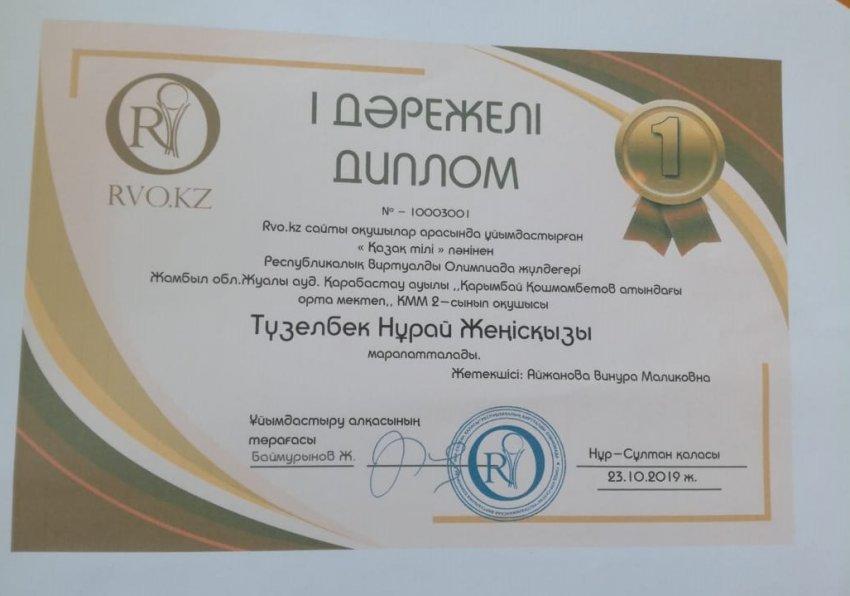 RVO.KZ
І ДӘРЕЖЕЛІ
ДИПЛОМ
1
№ – 10003001
Rvo.kz сайты оқушылар арасында ұйымдастырған
« Қазақ тілі » пәнінен
Республикалық виртуалды Олимпиада жүлдегері
Жамбыл обл.Жуалы ауд. Қарабастау ауылы ,,Қарымбай Қошмамбетов атындағы
орта мектеп,, КММ 2–сынып оқушысы
Түзелбек Нұрай Жеңісқызы
марапатталады.
Жетекшісі: Айжанова Винура Маликовна
Ұйымдастыру алқасының
төрағасы
Баймурынов Ж.
Нұр–Сұлтан қаласы
23.10.2019 ж.